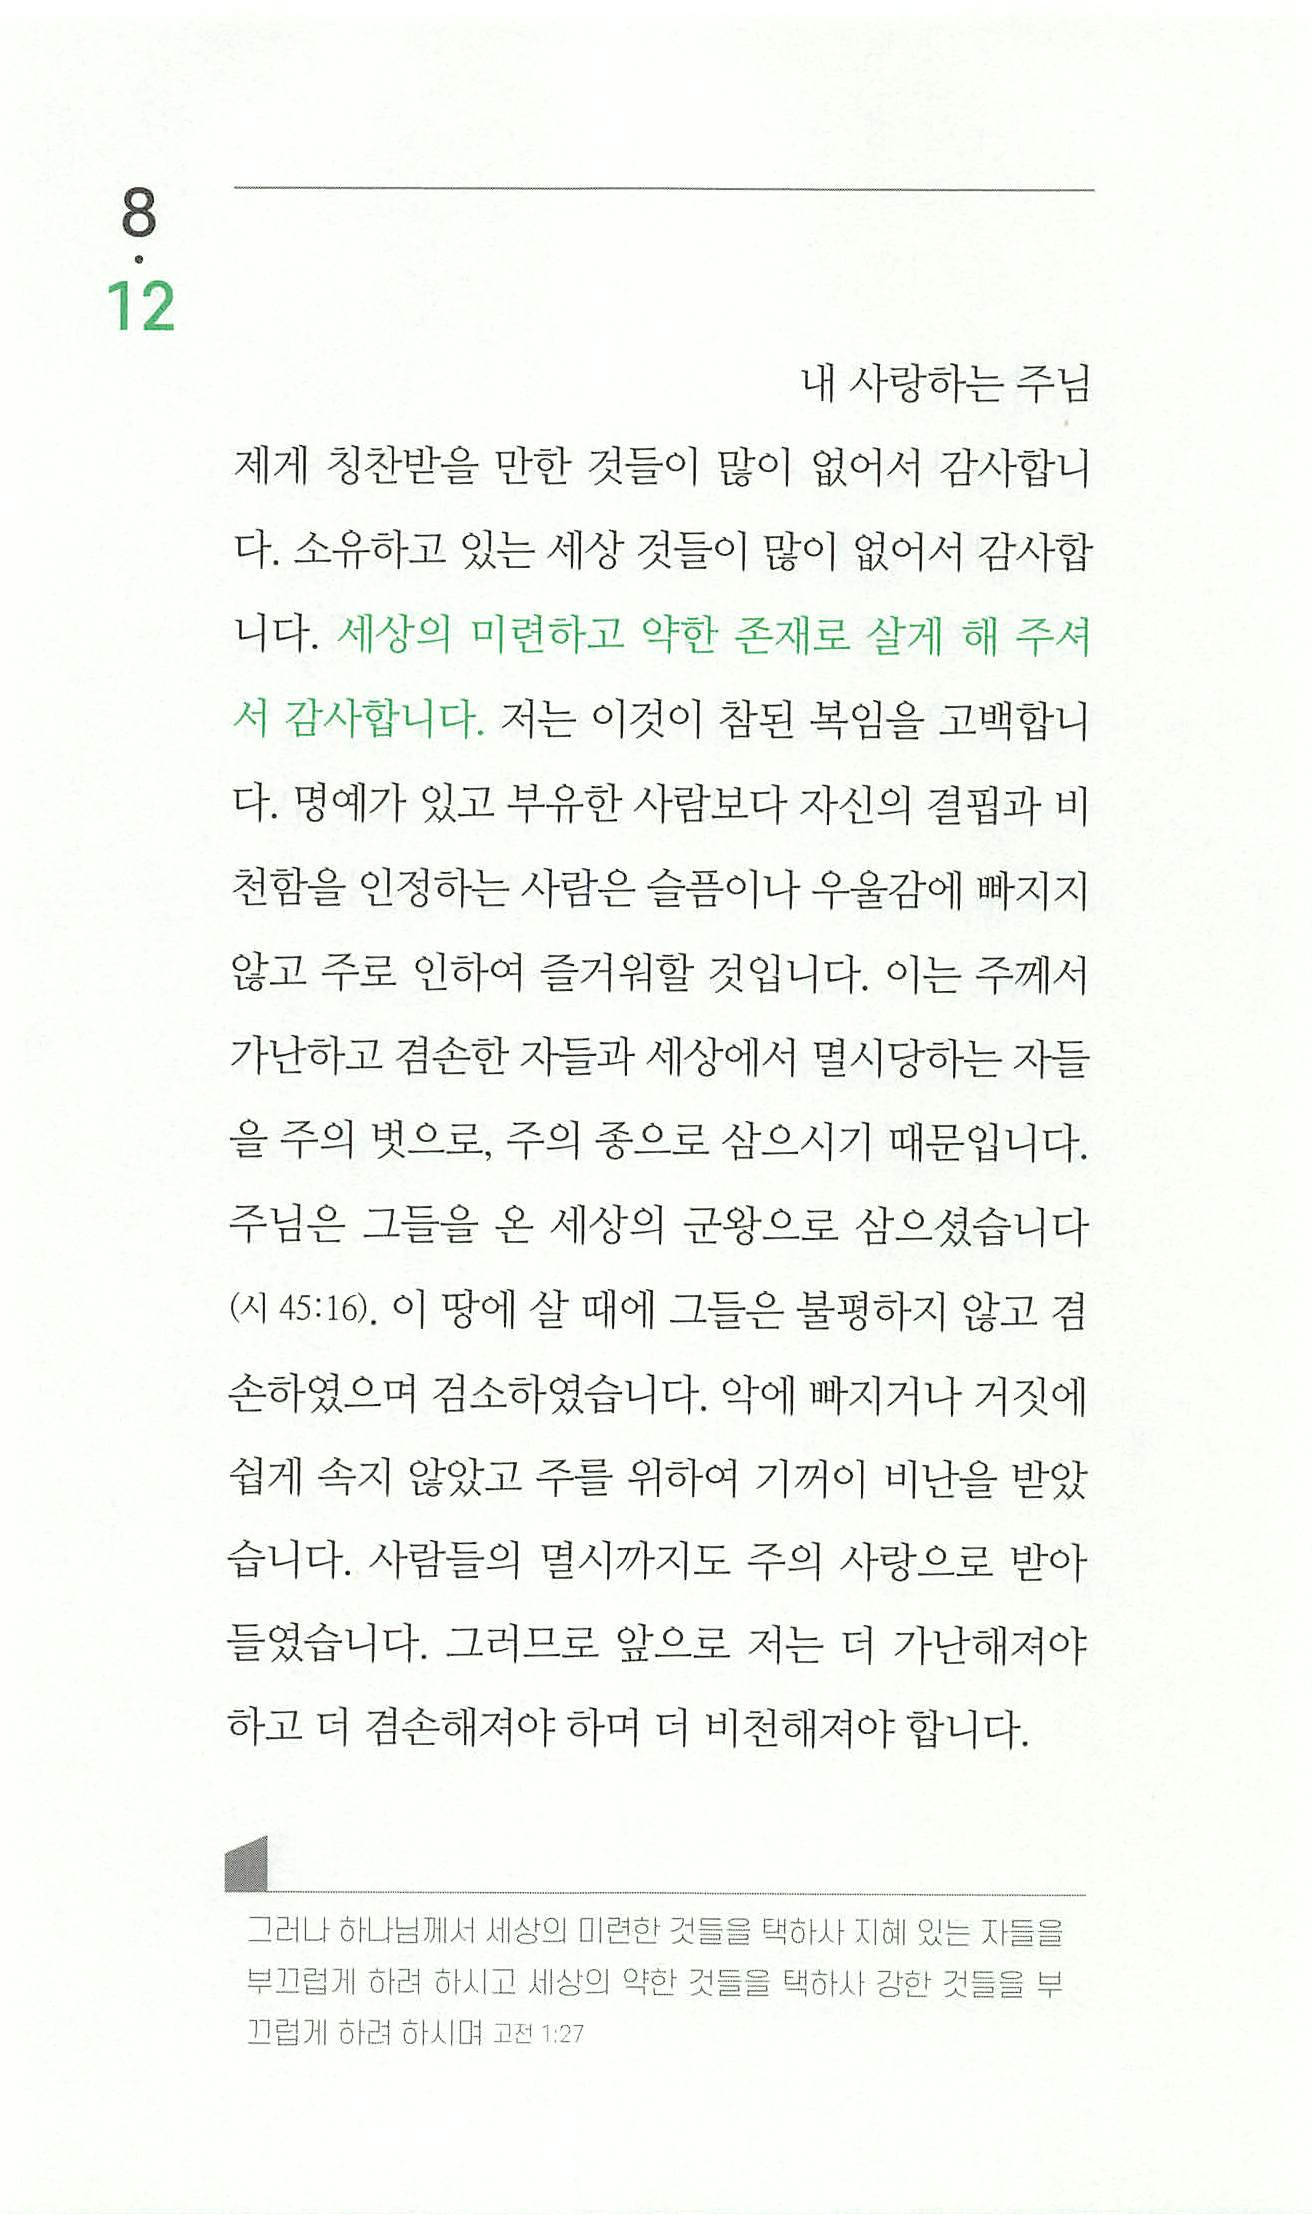 8
·
12
내 사랑하는 주님
제게 칭찬받을 만한 것들이 많이 없어서 감사합니
다. 소유하고 있는 세상 것들이 많이 없어서 감사합
니다. 세상의 미련하고 약한 존재로 살게 해 주셔
서 감사합니다. 저는 이것이 참된 복임을 고백합니
다. 명예가 있고 부유한 사람보다 자신의 결핍과 비
천함을 인정하는 사람은 슬픔이나 우울감에 빠지지
않고 주로 인하여 즐거워할 것입니다. 이는 주께서
가난하고 겸손한 자들과 세상에서 멸시당하는 자들
을 주의 벗으로, 주의 종으로 삼으시기 때문입니다.
주님은 그들을 온 세상의 군왕으로 삼으셨습니다
(시 45:16). 이 땅에 살 때에 그들은 불평하지 않고 겸
손하였으며 검소하였습니다. 악에 빠지거나 거짓에
쉽게 속지 않았고 주를 위하여 기꺼이 비난을 받았
습니다. 사람들의 멸시까지도 주의 사랑으로 받아
들였습니다. 그러므로 앞으로 저는 더 가난해져야
하고 더 겸손해져야 하며 더 비천해져야 합니다.
그러나 하나님께서 세상의 미련한 것들을 택하사 지혜 있는 자들을
부끄럽게 하려 하시고 세상의 약한 것들을 택하사 강한 것들을 부
끄럽게 하려 하시며 고전 1:27